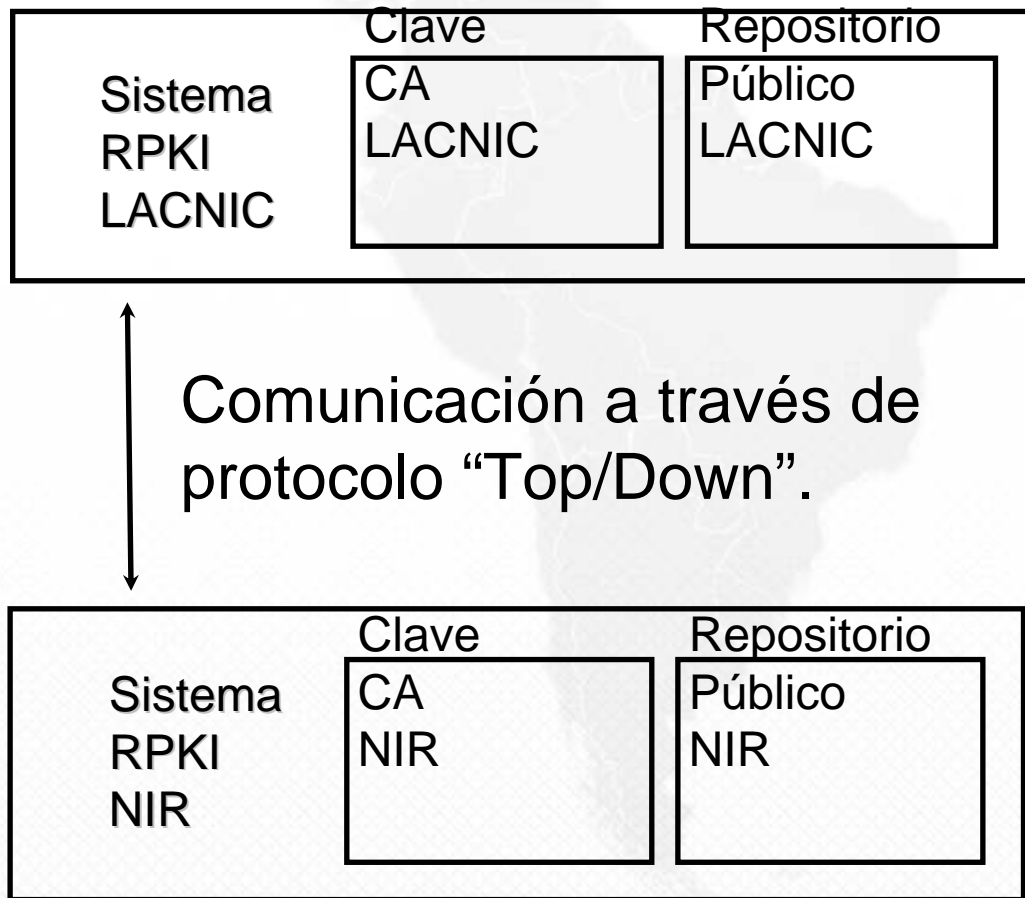 Sistema
RPKI
LACNIC
Clave
CA
LACNIC
Repositorio
Público
LACNIC
Comunicación a través de
protocolo “Top/Down”.
Sistema
RPKI
NIR
Clave
CA
NIR
Repositorio
Público
NIR